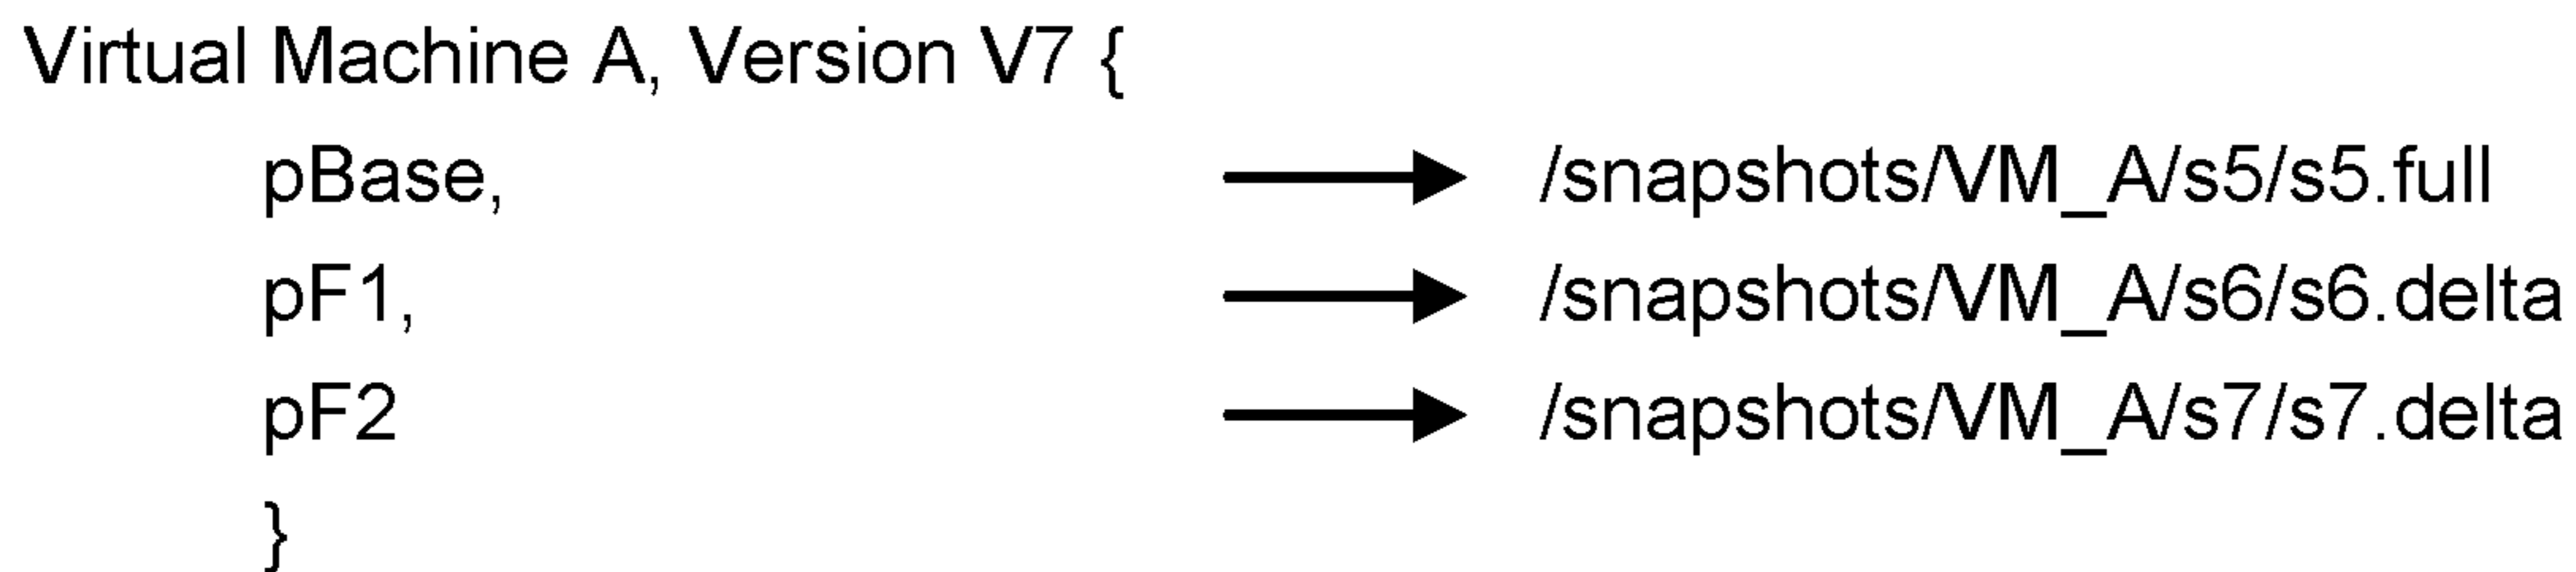 Virtual Machine A, Version V7 {
pBase, /snapshots/VM_A/s5/s5.full
pF1, /snapshots/VM_A/s6/s6.delta
pF2 /snapshots/VM_A/s7/s7.delta
}